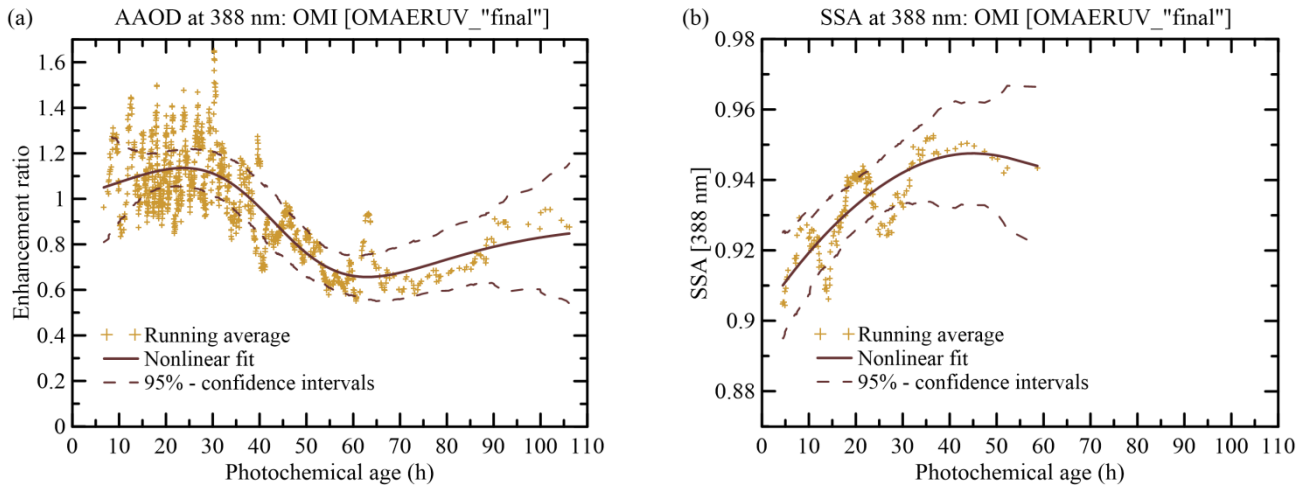 (a)
AAOD at 388 nm: OMI [OMAERUV_"final"]
Enhancement ratio
1.6
1.4
1.2
1
0.8
0.6
0.4
0.2
0
+ + Running average
Nonlinear fit
95% - confidence intervals
0 10 20 30 40 50 60 70 80 90 100 110
Photochemical age (h)
(b)
SSA at 388 nm: OMI [OMAERUV_"final"]
SSA [388 nm]
0.98
0.96
0.94
0.92
0.9
0.88
+ + Running average
Nonlinear fit
95% - confidence intervals
0 10 20 30 40 50 60 70 80 90 100 110
Photochemical age (h)